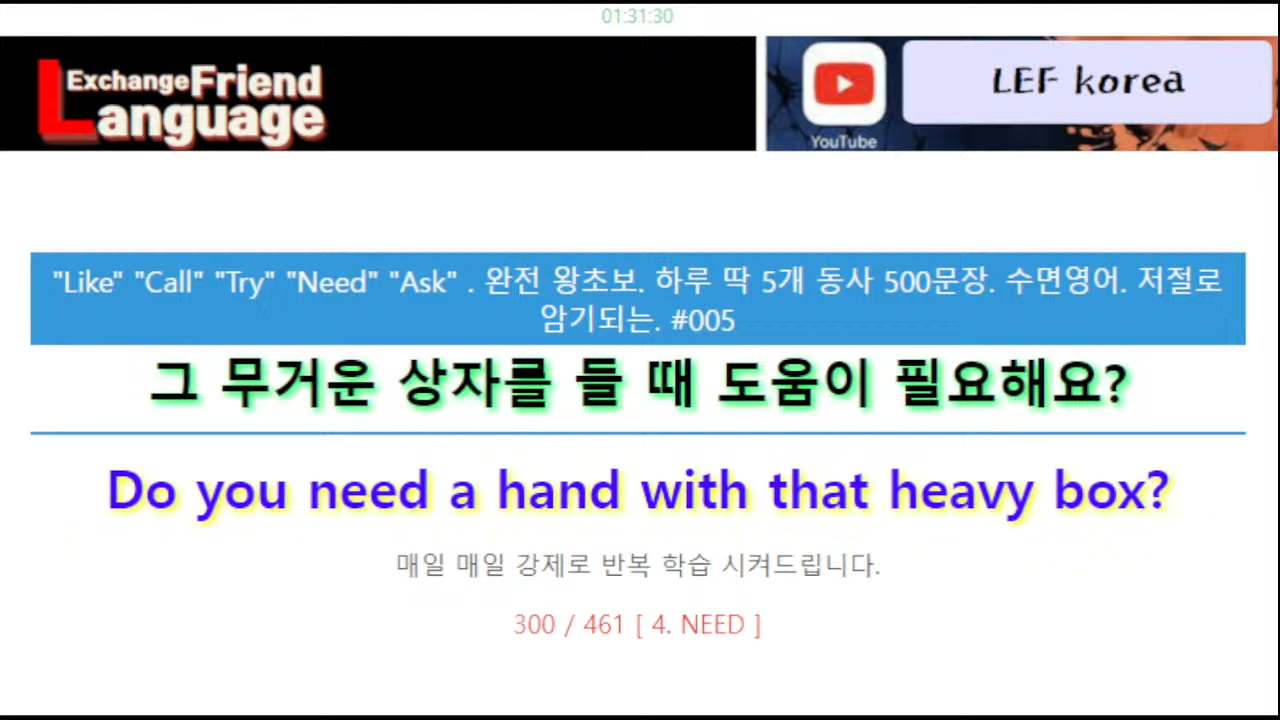 01:31:30
ExchangeFriend
Language
LEF korea
YouTube
"Like" "Call" "Try" "Need" "Ask" . 완전 왕초보. 하루 딱 5개 동사 500문장. 수면영어. 저절로
암기되는. #005
그 무거운 상자를 들 때 도움이 필요해요?
Do you need a hand with that heavy box?
매일 매일 강제로 반복 학습 시켜드립니다.
300 / 461 [ 4. NEED ]